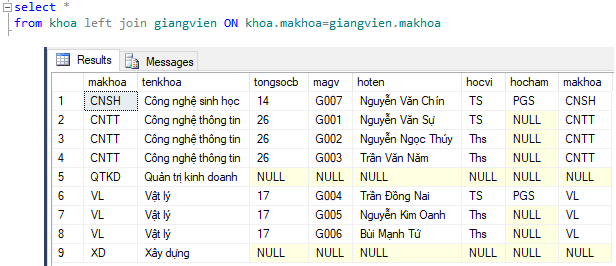 select *
from khoa left join giangvien ON khoa.makhoa=giangvien.makhoa
Results Messages
makhoa tenkhoa tongsocb magv hoten hocvi hocham makhoa
1 CNSH Công nghệ sinh học 14 G007 Nguyễn Văn Chín TS PGS CNSH
2 CNTT Công nghệ thông tin 26 G001 Nguyễn Văn Sự TS NULL CNTT
3 CNTT Công nghệ thông tin 26 G002 Nguyễn Ngọc Thúy Ths NULL CNTT
4 CNTT Công nghệ thông tin 26 G003 Trần Văn Năm Ths NULL CNTT
5 QTKD Quản trị kinh doanh NULL NULL NULL NULL NULL NULL
6 VL Vật lý 17 G004 Trần Đồng Nai TS PGS VL
7 VL Vật lý 17 G005 Nguyễn Kim Oanh Ths NULL VL
8 VL Vật lý 17 G006 Bùi Mạnh Tứ Ths NULL VL
9 XD Xây dựng NULL NULL NULL NULL NULL NULL